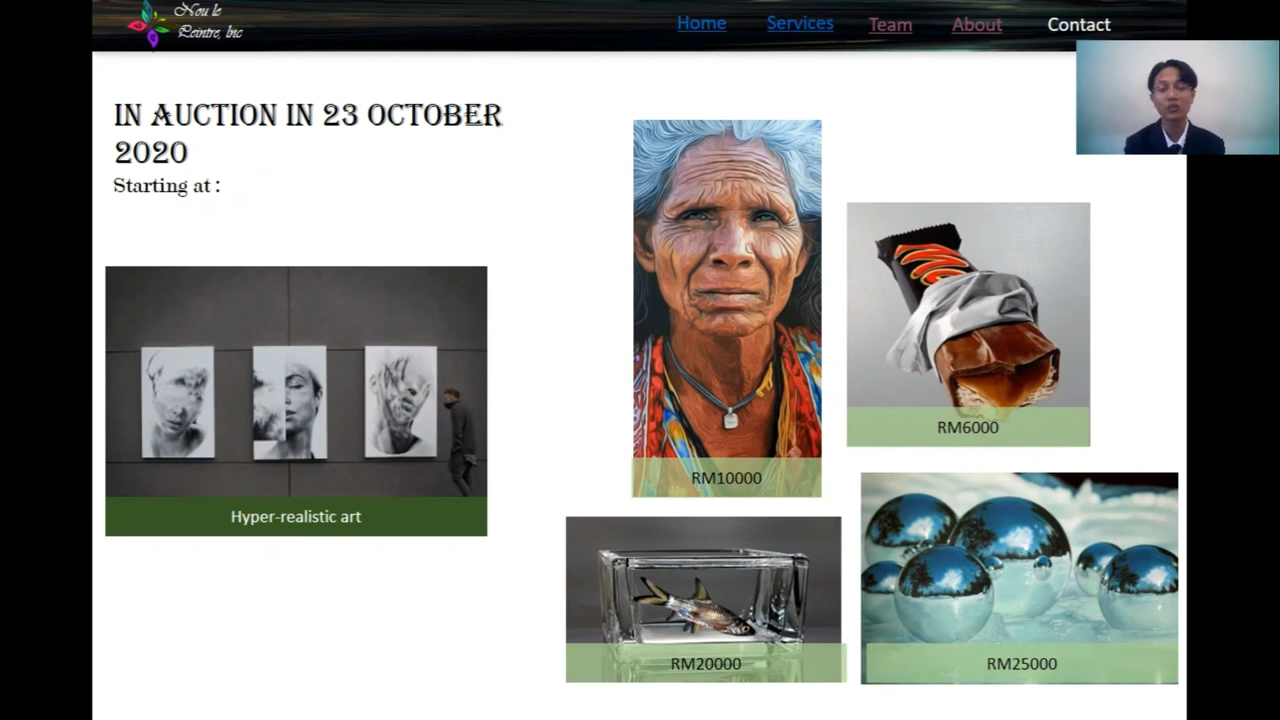 Nou le
Peintre, Inc
Home Services Team About Contact
IN AUCTION IN 23 OCTOBER
2020
Starting at :
RM6000
RM10000
Hyper-realistic art
RM20000
RM25000